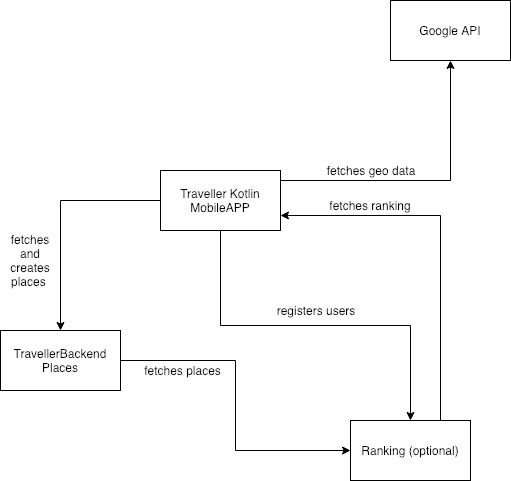 Google API
fetches geo data
Traveller Kotlin
MobileAPP
fetches ranking
fetches
and
creates
places
registers users
TravellerBackend
Places
fetches places
Ranking (optional)